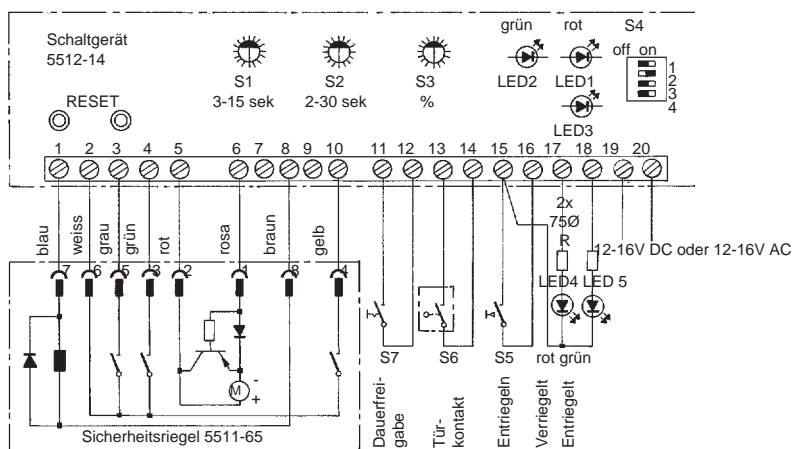 grün rot S4
Schaltgerät
5512-14
off on
S1 S2 S3 LED2 LED1
3-15 sek 2-30 sek %
1
2
3
4
RESET
LED3
1 2 3 4 5 6 7 8 9 10 11 12 13 14 15 16 17 18 19 20
2x
75Ø
R
blau
weiss
grau
grün
rot
rosa
braun
gelb
12-16V DC oder 12-16V AC
7 6 5 3 2 1 8 4
LED4 LED 5
M
-
+
S7 S6 S5 rot grün
Sicherheitsriegel 5511-65
Dauerfrei-
gabe
Tür-
kontakt
Entriegeln
Verriegelt
Entriegelt